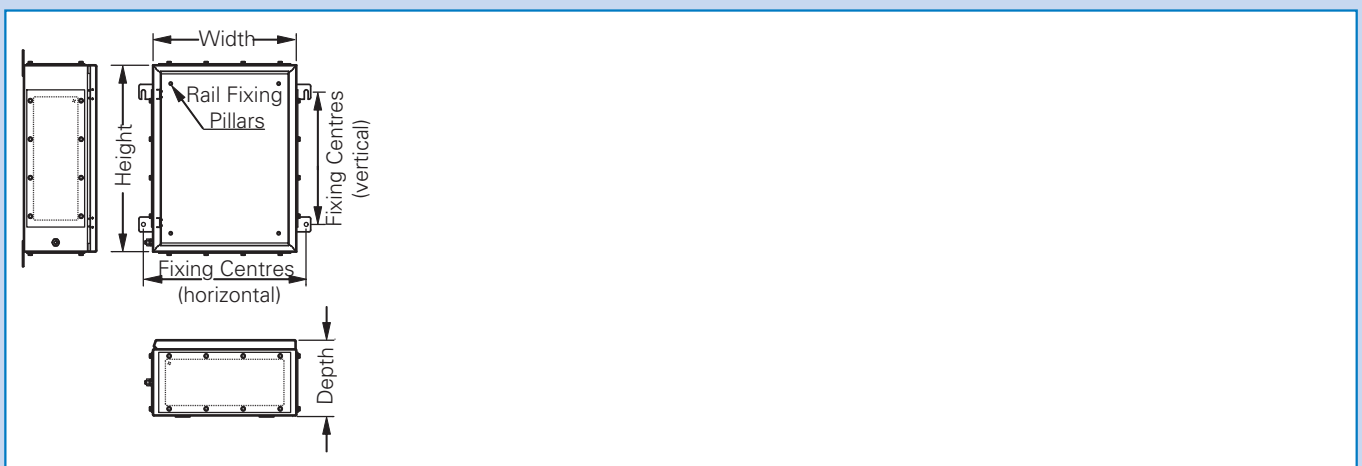 Width
Rail Fixing
Pillars
Height
Fixing Centres
(vertical)
Fixing Centres
(horizontal)
Depth